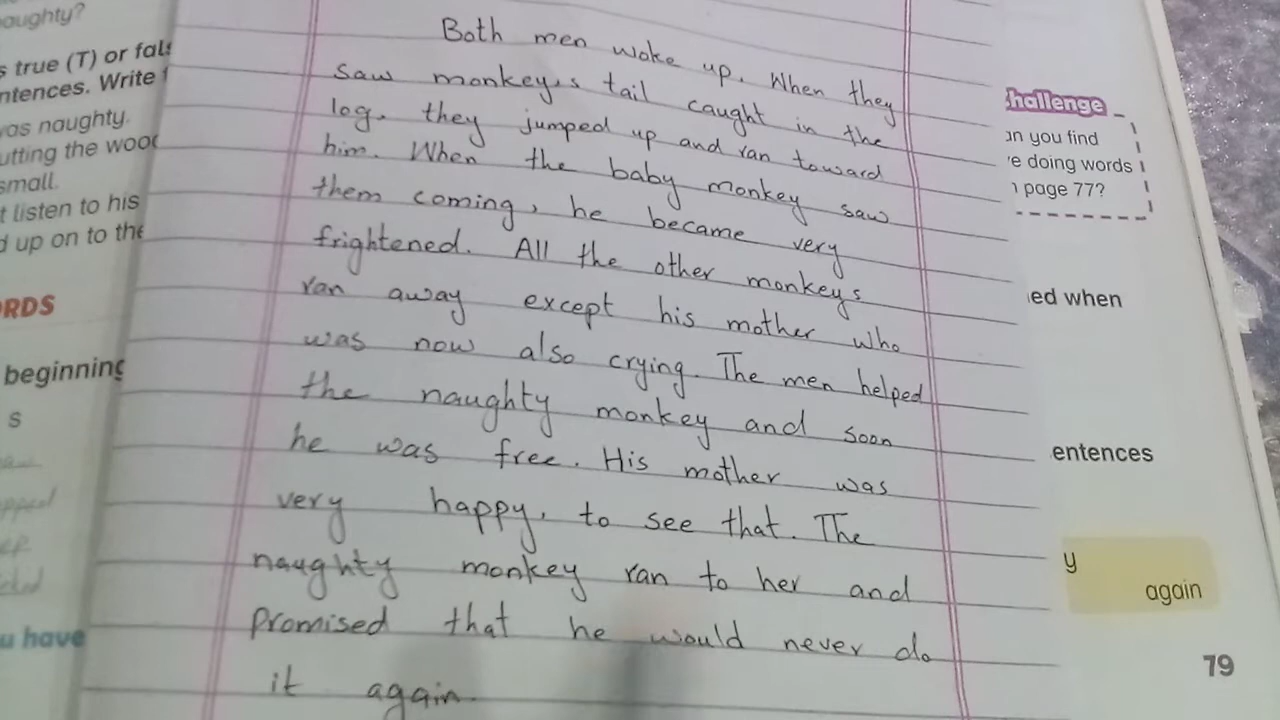 aughty?
s true (T) or fals
ntences. Write
was naughty.
utting the wood
small.
t listen to his
d up on to the
RDS
beginning
s
u have
Both men woke up. When they
saw monkey,s tail caught in the
log, they jumped up and ran toward
him. When the baby monkey saw
them coming, he became very
frightened. All the other monkeys
ran away except his mother who
was now also crying. The men helped
the naughty monkey and soon
he was free. His mother was
very happy, to see that. The
naughty monkey ran to her and
promised that he would never do
it again.
hallenge
an you find
re doing words
page 77?
ed when
entences
y
again
79